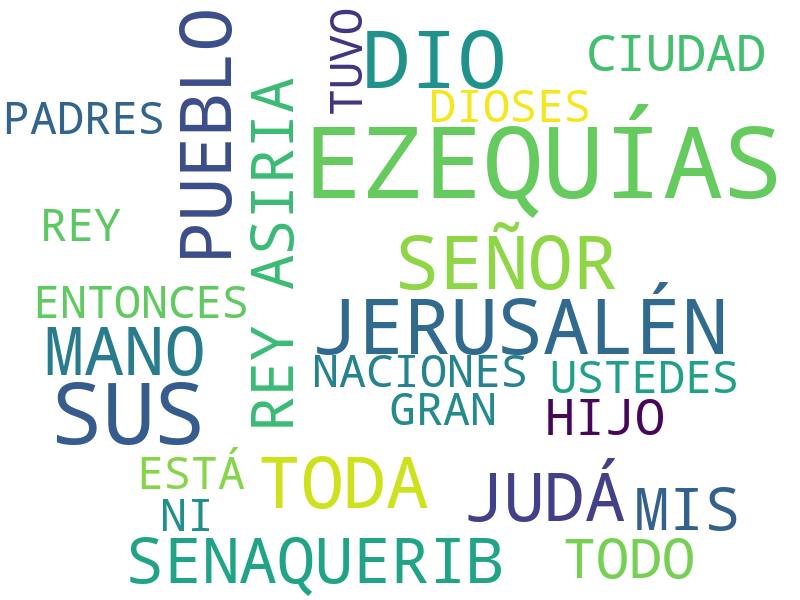 PUEBLO
TUVO
DIO
CIUDAD
PADRES
DIOSES
REY ASIRIA
EZEQUÍAS
REY
SEÑOR
ENTONCES
JERUSALÉN
MANO
NACIONES
USTEDES
SUS
GRAN
HIJO
ESTÁ
TODA
JUDÁ
MIS
NI
SENAQUERIB
TODO